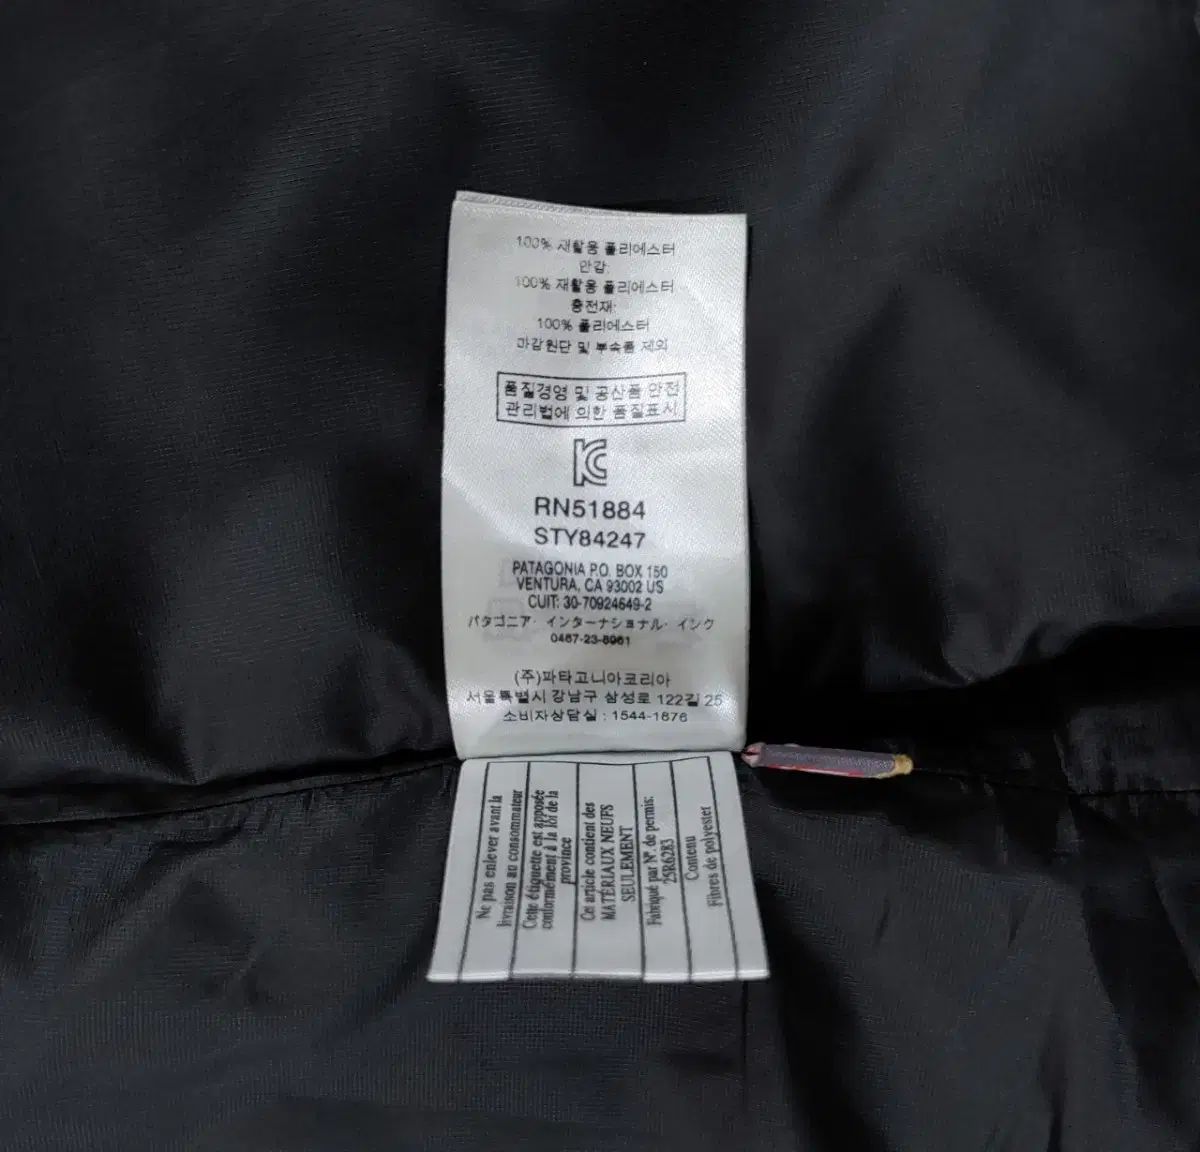 100% 재활용 폴리에스터
안감:
100% 재활용 폴리에스터
충전재:
100% 폴리에스터
마감원단 및 부속품 제외
품질경영 및 공산품 안전
관리법에 의한 품질표시
KC
RN51884
STY84247
PATAGONIA P.O. BOX 150
VENTURA, CA 93002 US
CUIT: 30-70924649-2
パタゴニア・インターナショナル・インク
0467-23-8961
(주)파타고니아코리아
서울특별시 강남구 삼성로 122길 25
소비자상담실 : 1544-1876
Ne pas enlever avant la
livraison au consommateur
Cette étiquette est apposée
conformément à la loi de la
province
Cet article contient des
MATÉRIAUX NEUFS
SEULEMENT
Fabriqué par Nº. de permis:
25R6283
Contenu
Fibres de polyester